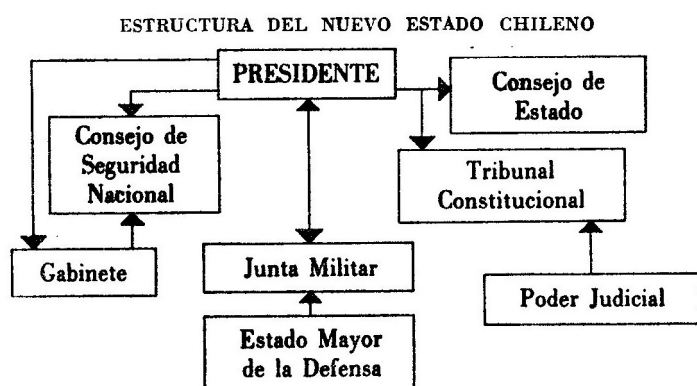 ESTRUCTURA DEL NUEVO ESTADO CHILENO
PRESIDENTE
Consejo de
Estado
Consejo de
Seguridad
Nacional
Tribunal
Constitucional
Gabinete
Junta Militar
Poder Judicial
Estado Mayor
de la Defensa